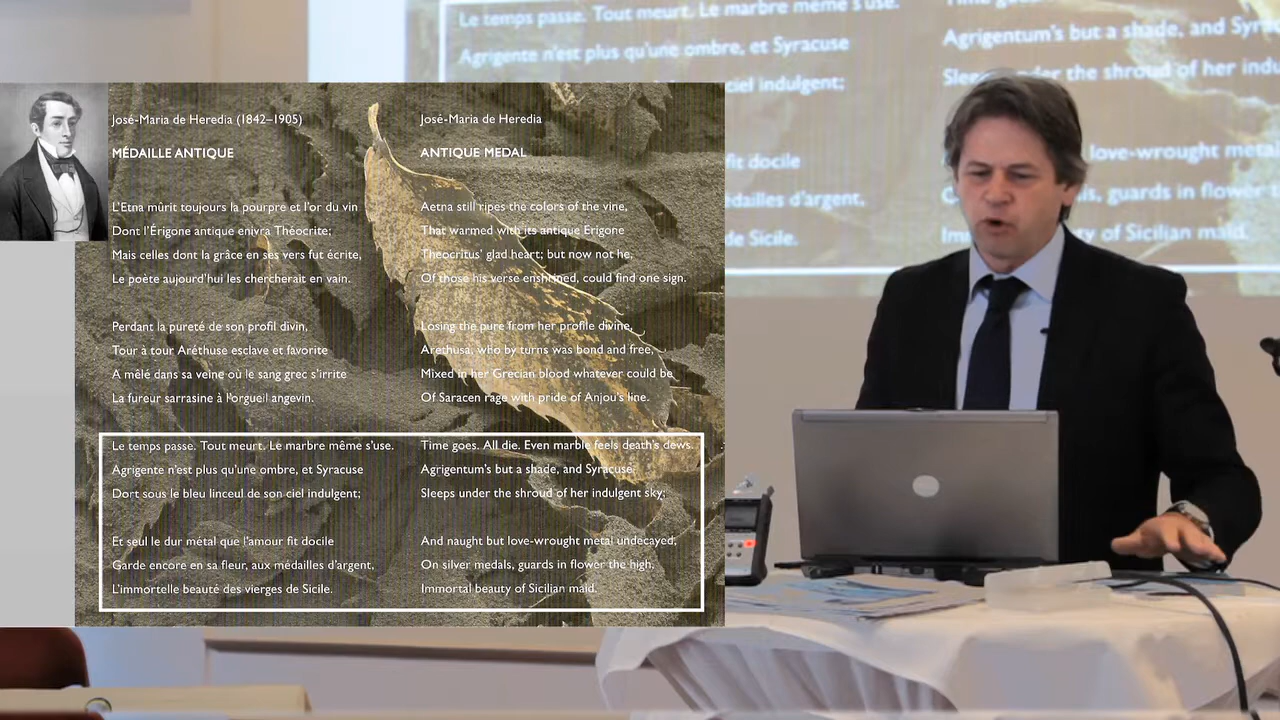 Le temps passe. Tout meurt. Le marbre même s'use.
Agrigente n'est plus qu'une ombre, et Syracuse
ciel indulgent;
fit docile
médailles d'argent,
de Sicile.
Agrigentum's but a shade, and Syra
Sleeps under the shroud of her indu
love-wrought metal
guards in flower t
of Sicilian maid.
José-Maria de Heredia (1842–1905)
MÉDAILLE ANTIQUE
L'Etna mûrit toujours la pourpre et l'or du vin
Dont l'Érigone antique enivra Théocrite;
Mais celles dont la grâce en ses vers fut écrite,
Le poète aujourd'hui les chercherait en vain.
Perdant la pureté de son profil divin,
Tour à tour Aréthuse esclave et favorite
A mêlé dans sa veine où le sang grec s'irrite
La fureur sarrasine à l'orgueil angevin.
Le temps passe. Tout meurt. Le marbre même s'use.
Agrigente n'est plus qu'une ombre, et Syracuse
Dort sous le bleu linceul de son ciel indulgent;
Et seul le dur métal que l'amour fit docile
Garde encore en sa fleur, aux médailles d'argent,
L'immortelle beauté des vierges de Sicile.
José-Maria de Heredia
ANTIQUE MEDAL
Aetna still ripes the colors of the vine,
That warmed with its antique Erigone
Theocritus' glad heart; but now not he,
Of those his verse enshrined, could find one sign.
Losing the pure from her profile divine,
Arethusa, who by turns was bond and free,
Mixed in her Grecian blood whatever could be
Of Saracen rage with pride of Anjou's line.
Time goes. All die. Even marble feels death's dews.
Agrigentum's but a shade, and Syracuse
Sleeps under the shroud of her indulgent sky;
And naught but love-wrought metal undecayed,
On silver medals, guards in flower the high,
Immortal beauty of Sicilian maid.